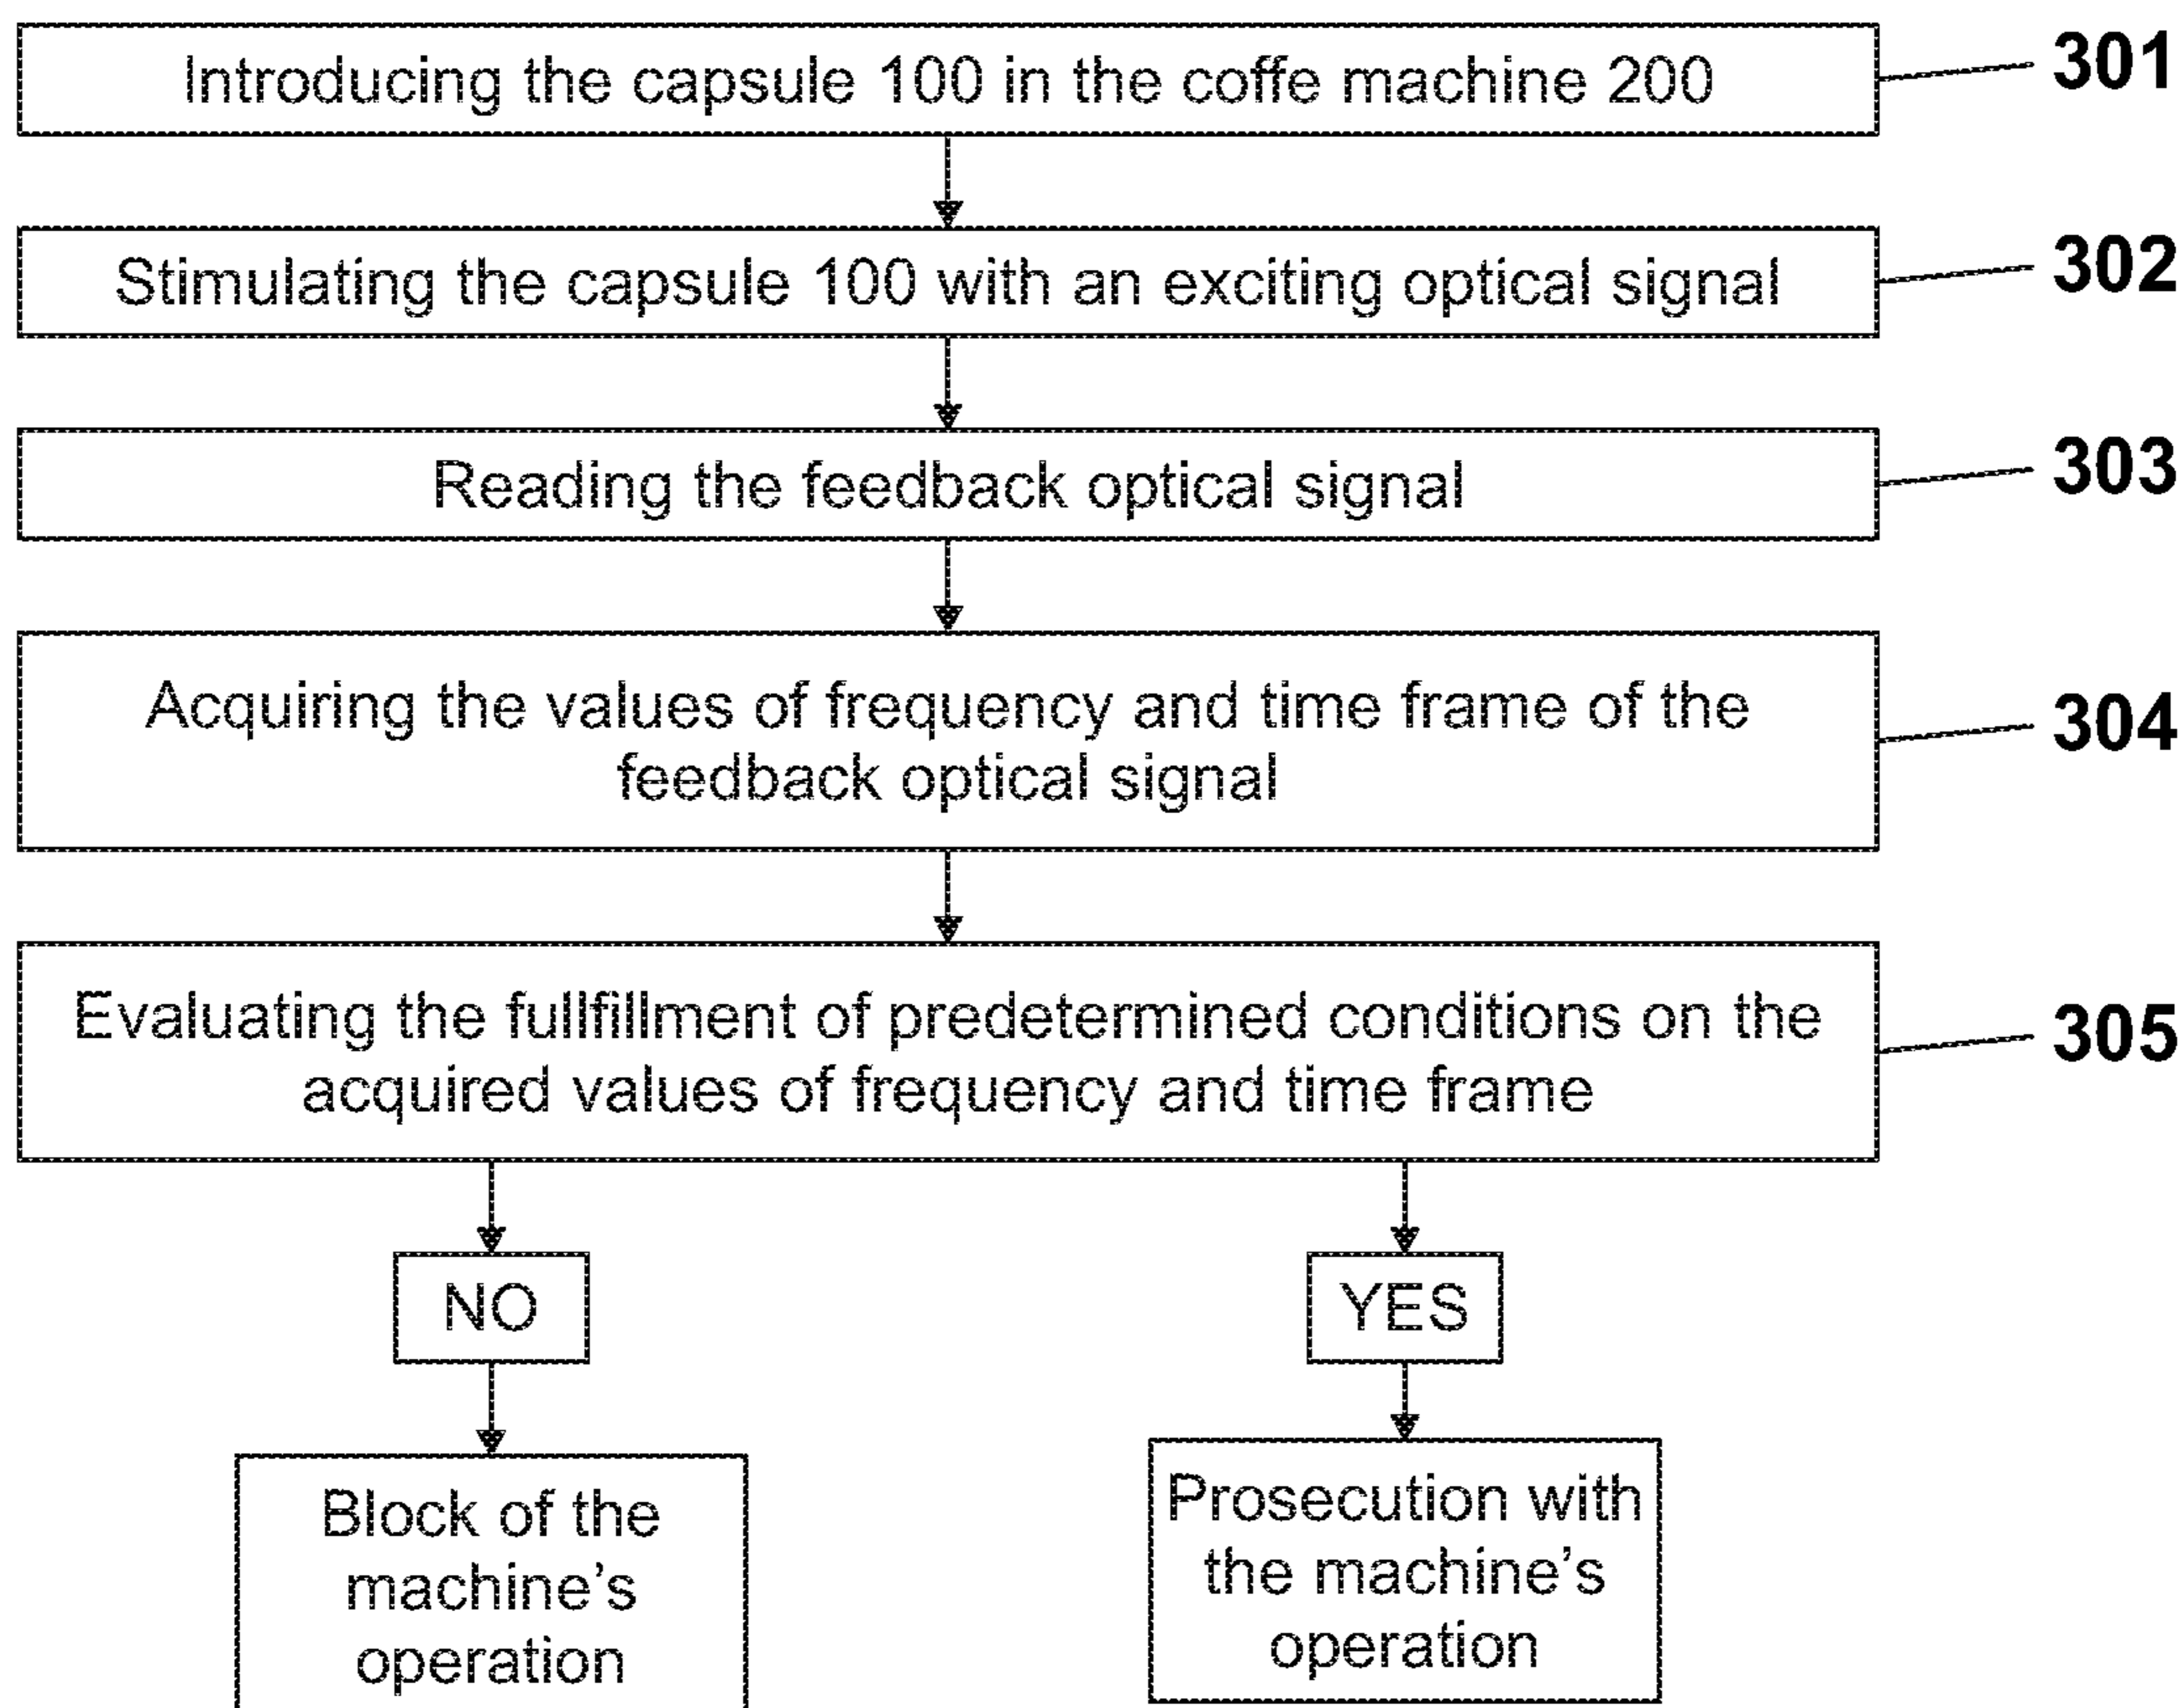 Introducing the capsule 100 in the coffe machine 200
301
Stimulating the capsule 100 with an exciting optical signal
302
Reading the feedback optical signal
303
Acquiring the values of frequency and time frame of the
feedback optical signal
304
Evaluating the fullfillment of predetermined conditions on the
acquired values of frequency and time frame
305
NO
YES
Block of the
machine's
operation
Prosecution with
the machine's
operation